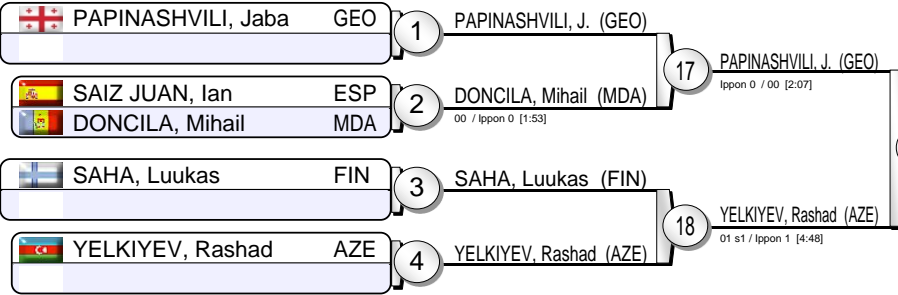 PAPINASHVILI, Jaba GEO
1
PAPINASHVILI, J. (GEO)
SAIZ JUAN, Ian ESP
DONCILA, Mihail MDA
2
DONCILA, Mihail (MDA)
00 / Ippon 0 [1:53]
17
PAPINASHVILI, J. (GEO)
Ippon 0 / 00 [2:07]
SAHA, Luukas FIN
3
SAHA, Luukas (FIN)
YELKIYEV, Rashad AZE
4
YELKIYEV, Rashad (AZE)
18
YELKIYEV, Rashad (AZE)
01 s1 / Ippon 1 [4:48]